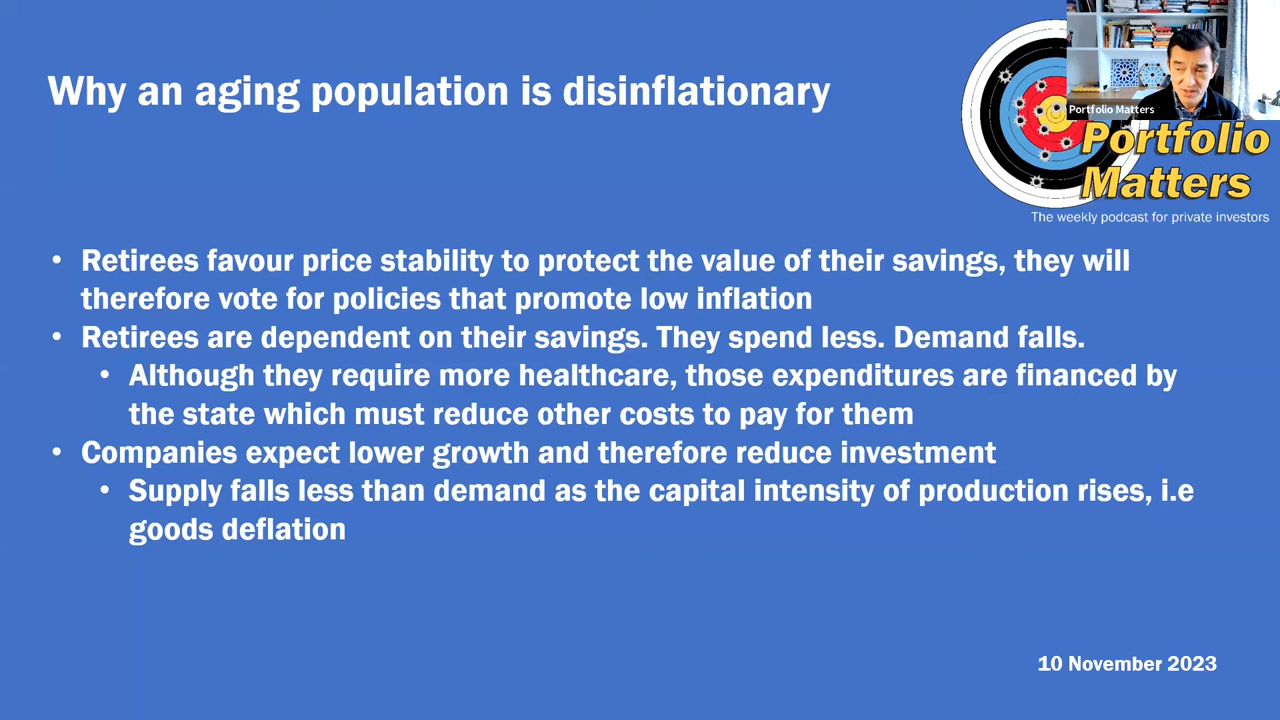 Why an aging population is disinflationary
Portfolio Matters
Portfolio
Matters
The weekly podcast for private investors
• Retirees favour price stability to protect the value of their savings, they will
therefore vote for policies that promote low inflation
• Retirees are dependent on their savings. They spend less. Demand falls.
• Although they require more healthcare, those expenditures are financed by
the state which must reduce other costs to pay for them
• Companies expect lower growth and therefore reduce investment
• Supply falls less than demand as the capital intensity of production rises, i.e
goods deflation
10 November 2023